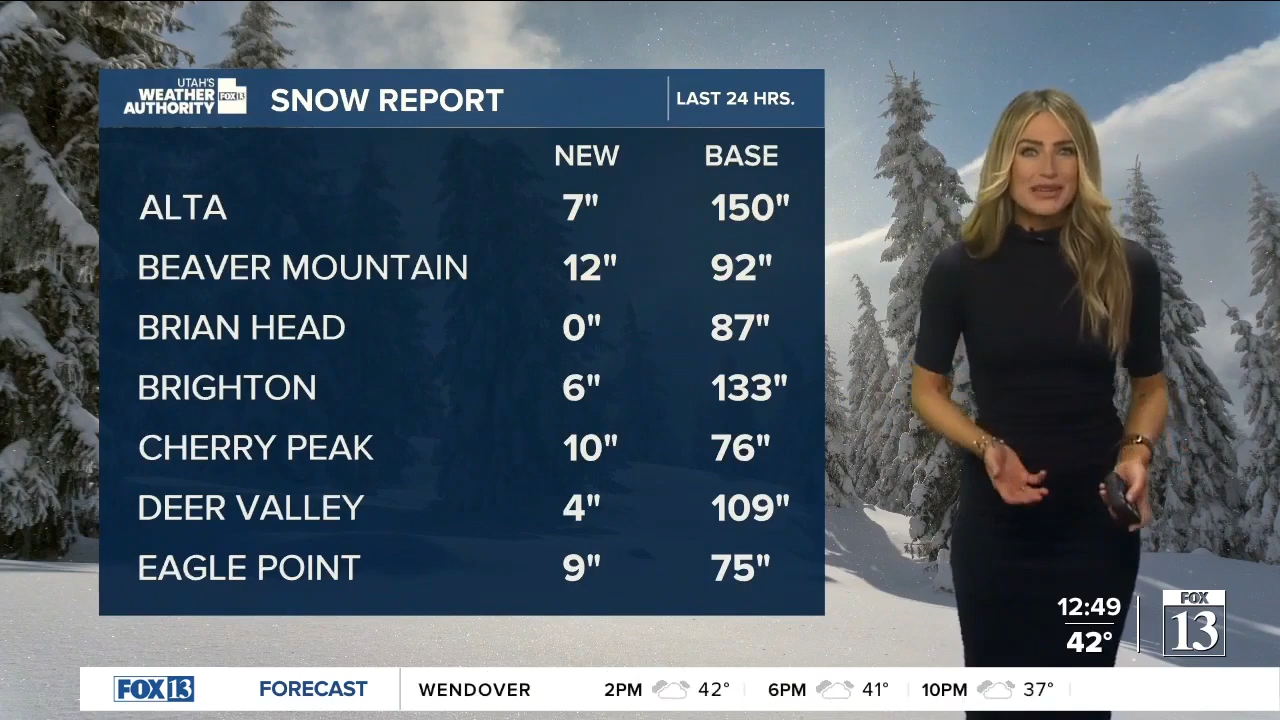 UTAH'S
WEATHER
AUTHORITY
FOX 13
SNOW REPORT
LAST 24 HRS.
NEW BASE
ALTA 7" 150"
BEAVER MOUNTAIN 12" 92"
BRIAN HEAD 0" 87"
BRIGHTON 6" 133"
CHERRY PEAK 10" 76"
DEER VALLEY 4" 109"
EAGLE POINT 9" 75"
12:49
42°
FOX
13
FOX 13 FORECAST WENDOVER 2PM 42° 6PM 41° 10PM 37°